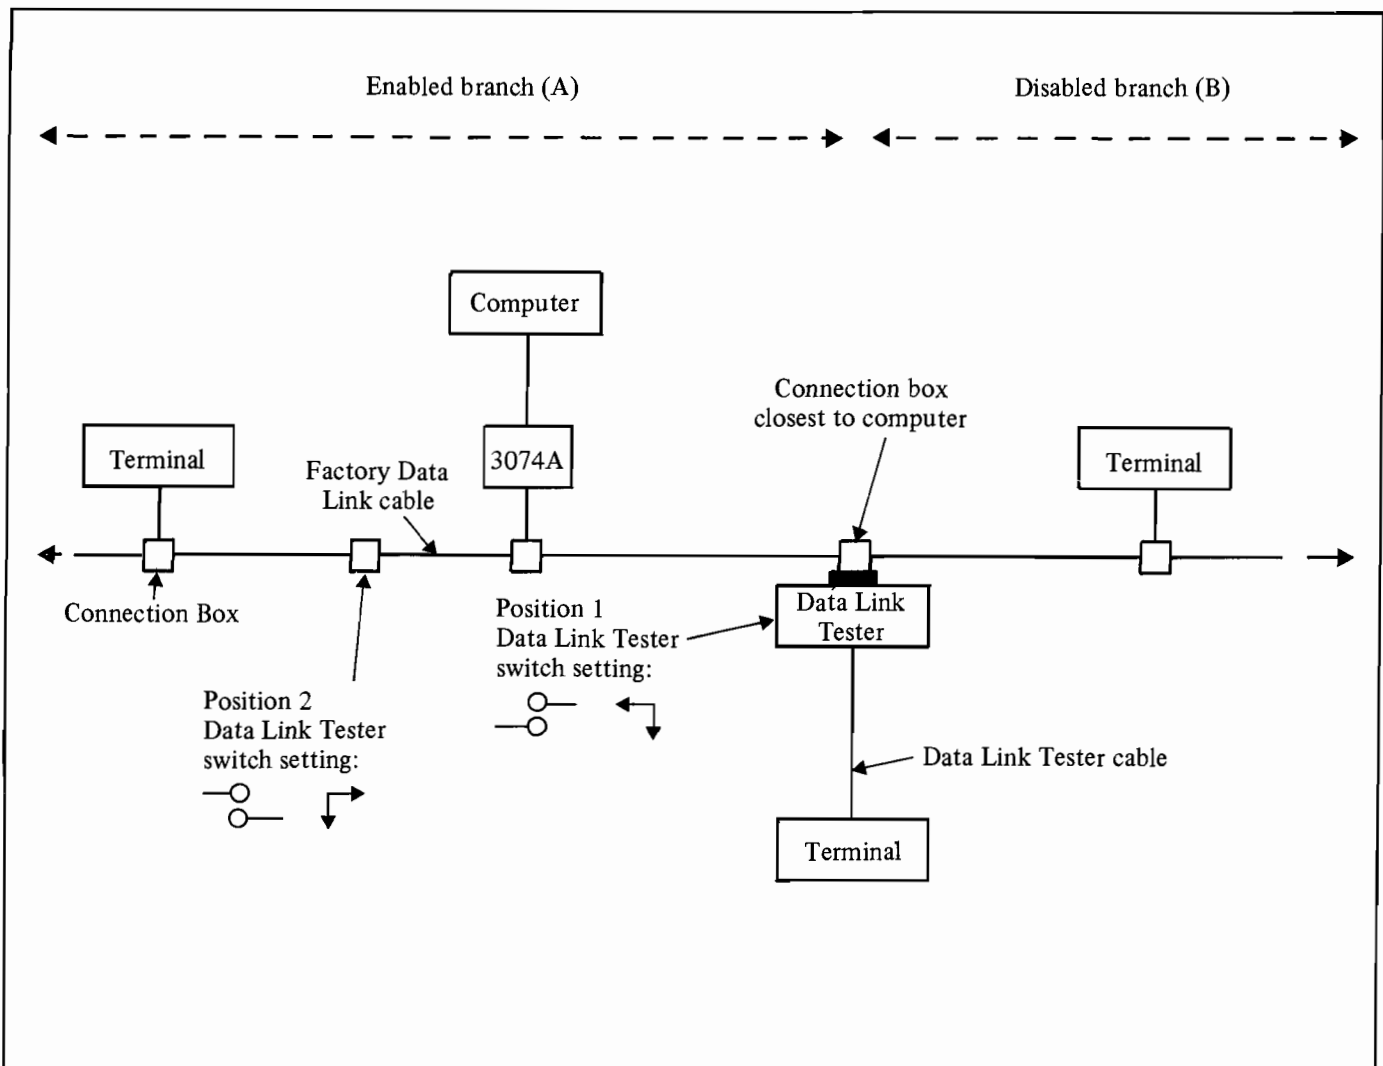 Enabled branch (A)
Disabled branch (B)
Computer
Connection box
closest to computer
Terminal
Factory Data
Link cable
3074A
Terminal
Connection Box
Position 1
Data Link Tester
switch setting:
Data Link
Tester
Position 2
Data Link Tester
switch setting:
Data Link Tester cable
Terminal